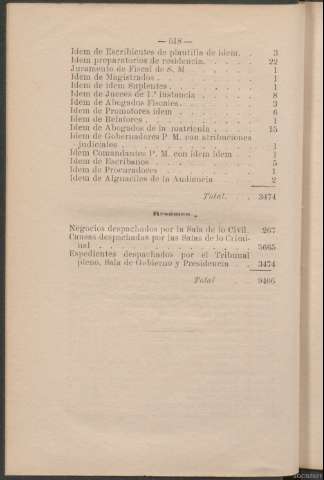 — 618 —
Idem de Escribientes de plantilla de idem. . 3
Idem preparatorios de residencia. . . . . . 22
Juramento de Fiscal de S. M . . . . . . . 1
Idem de Magistrados . . . . . . . . . . 1
Idem de idem Suplentes . . . . . . . . . 1
Idem de Jueces de 1.ª Instancia . . . . . . 8
Idem de Abogados Fiscales . . . . . . . . 3
Idem de Promotores idem . . . . . . . . 6
Idem de Relatores . . . . . . . . . . . 1
Idem de Abogados de la matrícula . . . . . 15
Idem de Gobernadores P. M. con atribuciones
judiciales . . . . . . . . . . . . . . 1
Idem Comandantes P. M. con idem idem . . 1
Idem de Escribanos . . . . . . . . . . 5
Idem de Procuradores . . . . . . . . . 1
Idem de Alguaciles de la Audiencia . . . . 2
Total. . . . 3474
Resúmen.
Negocios despachados por la Sala de lo Civil. 267
Causas despachadas por las Salas de lo Crimi-
nal . . . . . . . . . . . . . . . 5665
Espedientes despachados por el Tribunal
pleno, Sala de Gobierno y Presidencia . . . 3474
Total . . . 9406